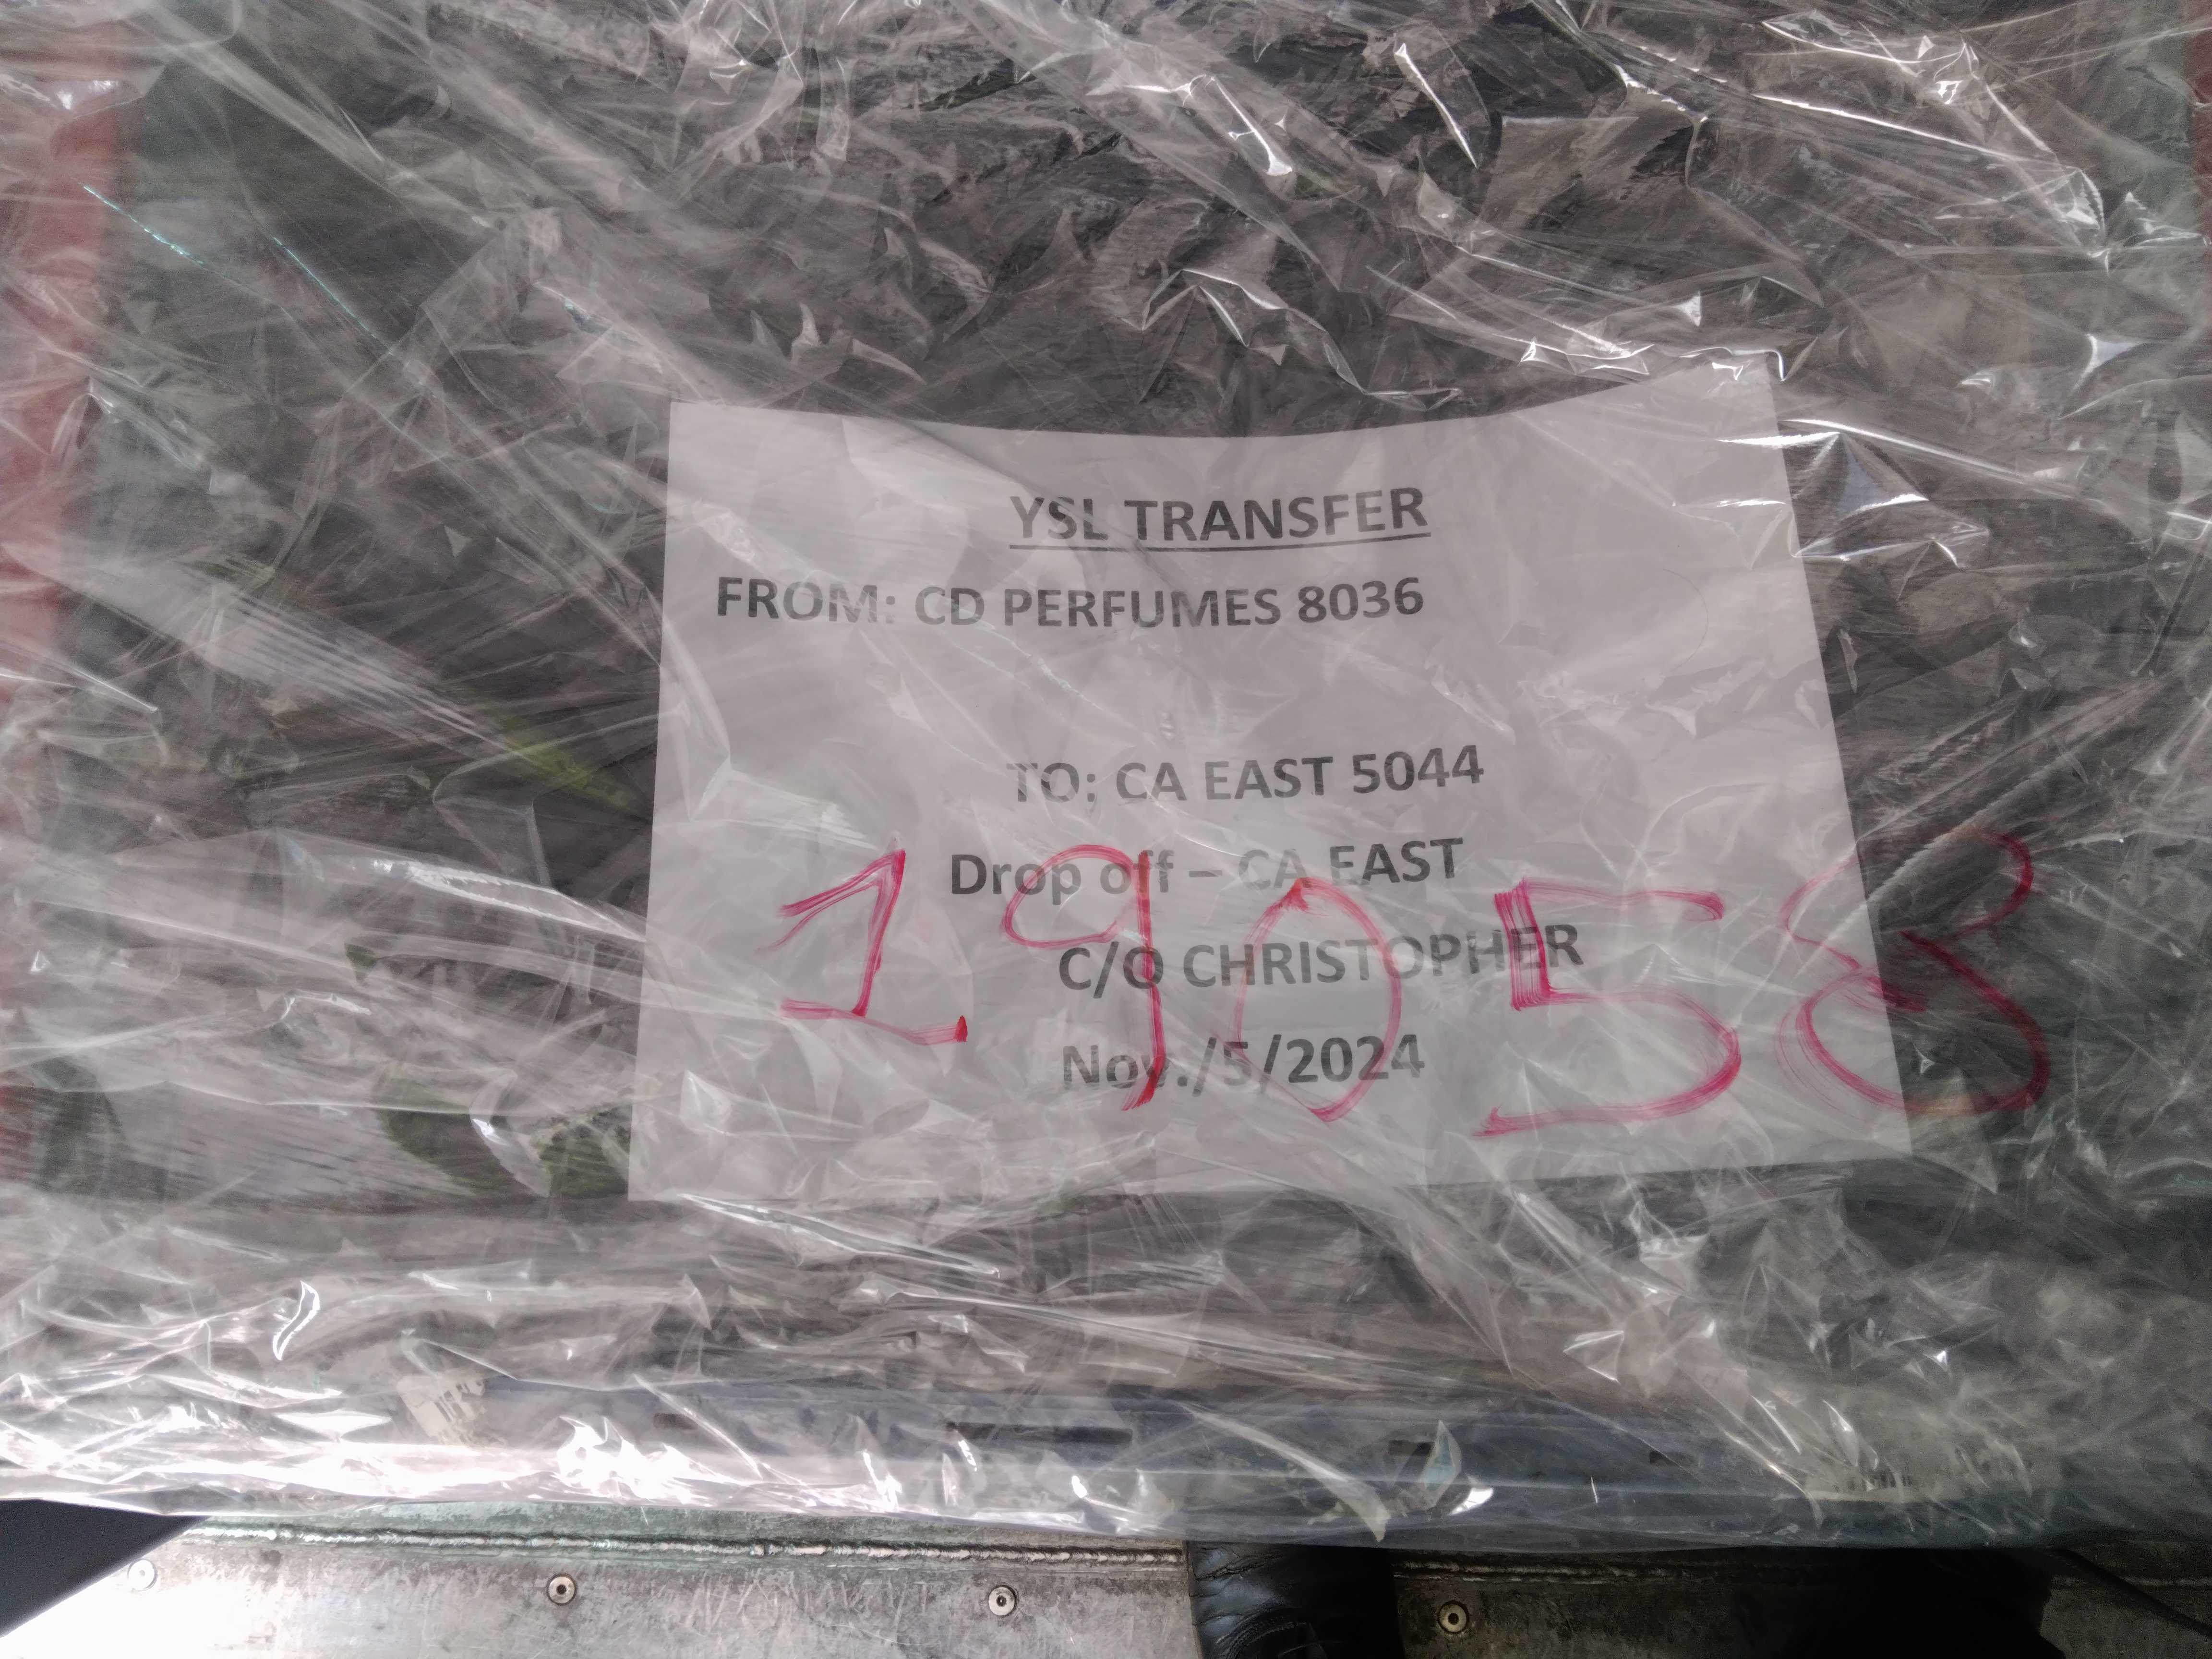 YSL TRANSFER
FROM: CD PERFUMES 8036
TO; CA EAST 5044
Drop off – CA EAST
C/O CHRISTOPHER
Nov./5/2024
19058